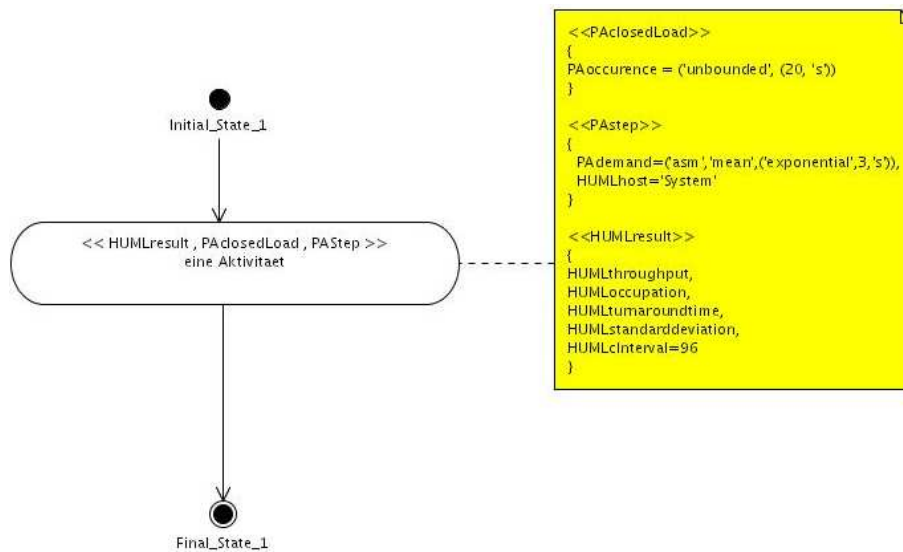 Initial_State_1
<< HUMLresult , PAclosedLoad , PAStep >>
eine Aktivitaet
Final_State_1
<<PAclosedLoad>>
{
PAoccurence = ('unbounded', (20, 's'))
}
<<PAstep>>
{
PAdemand=('asm','mean',('exponential',3,'s')),
HUMLhost='System'
}
<<HUMLresult>>
{
HUMLthroughput,
HUMLoccupation,
HUMLturnaroundtime,
HUMLstandarddeviation,
HUMLcInterval=96
}